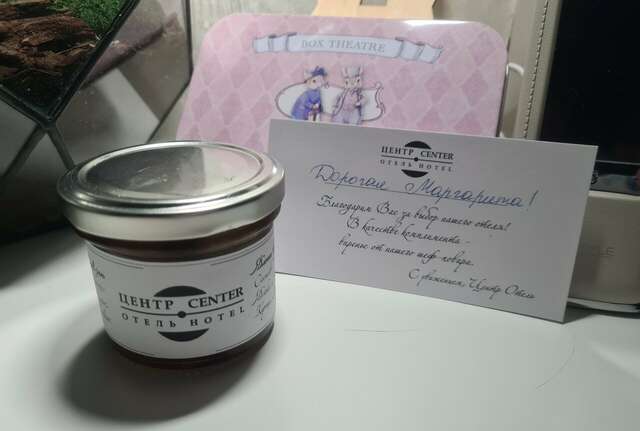 BOX THEATRE
ЦЕНТР CENTER
ОТЕЛЬ HOTEL
Дорогая Маргарита!
Благодарим Вас за выбор нашего отеля!
В качестве комплимента -
варенье от нашего шеф-повара.
С уважением, Центр Отель
ЦЕНТР CENTER
ОТЕЛЬ HOTEL